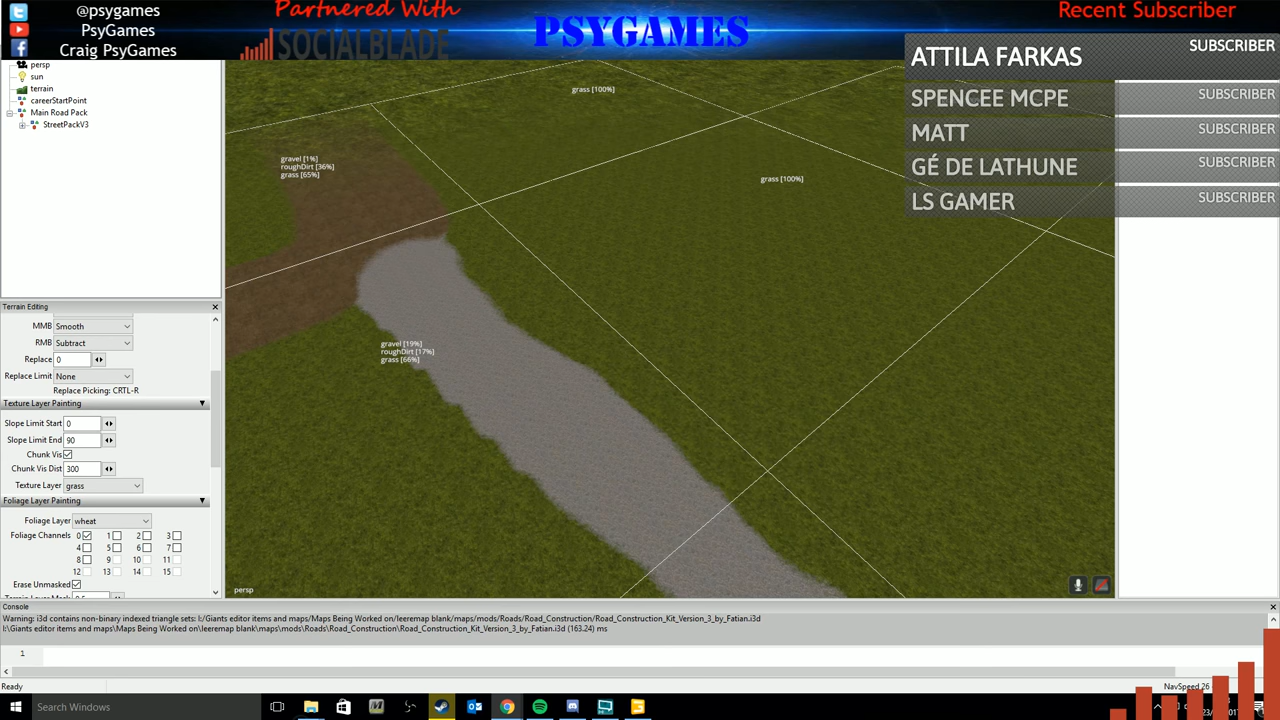 @psygames
PsyGames
Craig PsyGames
Partnered With
SOCIALBLADE
PSYGAMES
Recent Subscriber
ATTILA FARKAS SUBSCRIBER
SPENCEE MCPE SUBSCRIBER
MATT SUBSCRIBER
GÉ DE LATHUNE SUBSCRIBER
LS GAMER SUBSCRIBER
persp
sun
terrain
careerStartPoint
Main Road Pack
StreetPackV3
grass [100%]
gravel [1%]
roughDirt [36%]
grass [65%]
grass [100%]
gravel [19%]
roughDirt [17%]
grass [66%]
persp
Terrain Editing
MMB Smooth
RMB Subtract
Replace 0
Replace Limit None
Replace Picking: CRTL-R
Texture Layer Painting
Slope Limit Start 0
Slope Limit End 90
Chunk Vis
Chunk Vis Dist 300
Texture Layer grass
Foliage Layer Painting
Foliage Layer wheat
Foliage Channels 0 1 2 3
4 5 6 7
8 9 10 11
12 13 14 15
Erase Unmasked
Console
Warning: i3d contains non-binary indexed triangle sets: I:/Giants editor items and maps/Maps Being Worked on/leeremap blank/maps/mods/Roads/Road_Construction/Road_Construction_Kit_Version_3_by_Fatian.i3d
I:\Giants editor items and maps\Maps Being Worked on\leeremap blank\maps\mods\Roads\Road_Construction\Road_Construction_Kit_Version_3_by_Fatian.i3d (163.24) ms
1
Ready
NavSpeed 26
Search Windows